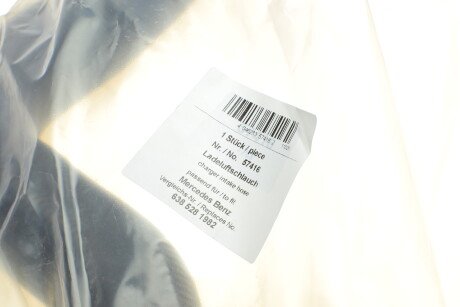 1 Stück / piece
Nr. / No. 57416
Ladeluftschlauch
charger intake hose
passend für / to fit
Mercedes Benz
Vergleichs-Nr. / Replaces No.
638 528 1982